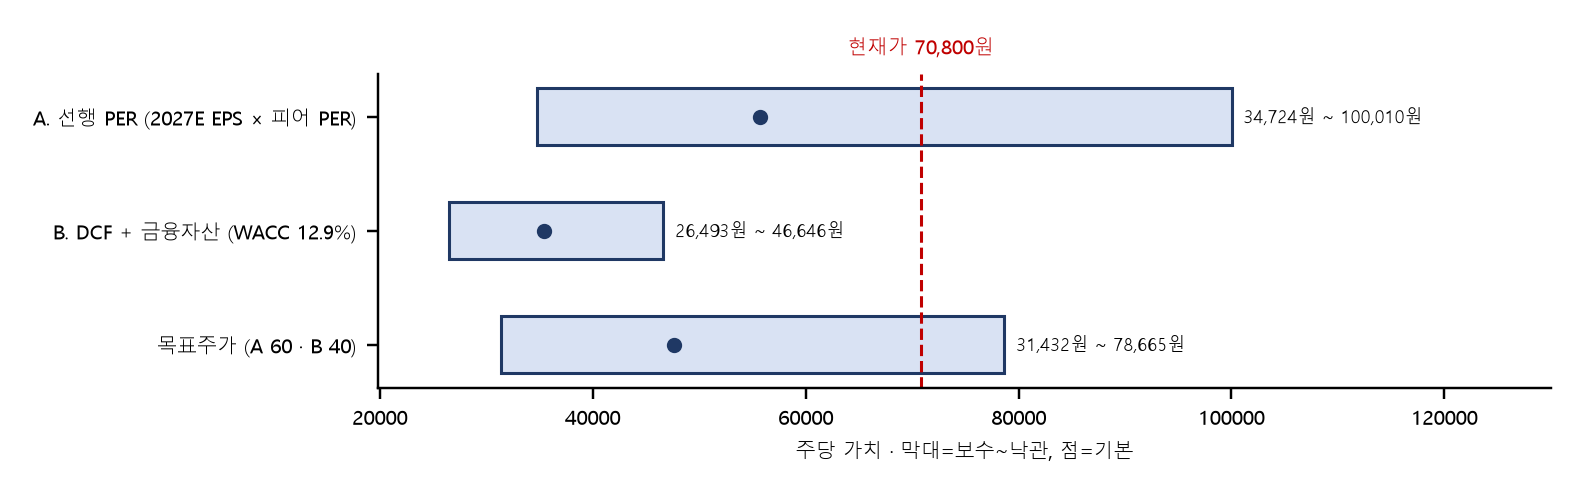 현재가 70,800원
A. 선행 PER (2027E EPS × 피어 PER)
34,724원 ~ 100,010원
B. DCF + 금융자산 (WACC 12.9%)
26,493원 ~ 46,646원
목표주가 (A 60 · B 40)
31,432원 ~ 78,665원
20000 40000 60000 80000 100000 120000
주당 가치 · 막대=보수~낙관, 점=기본